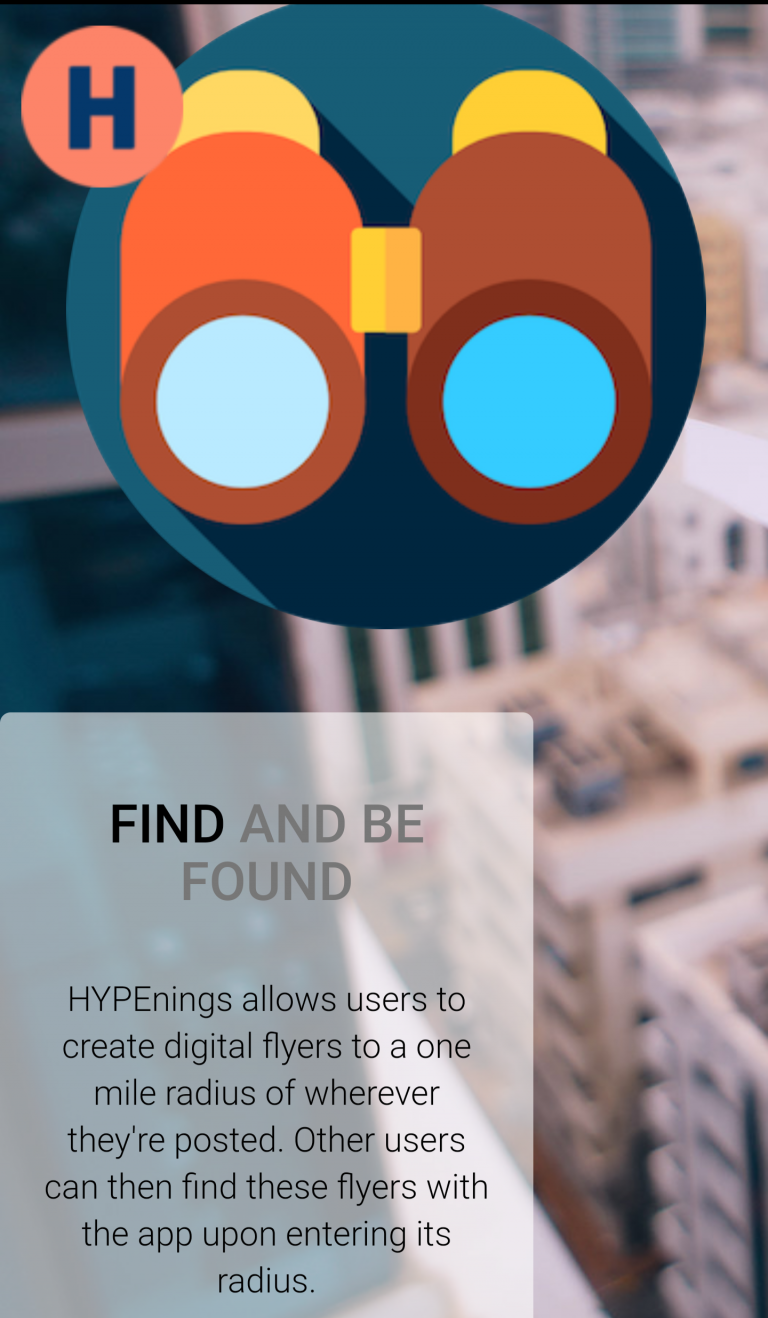 H
FIND AND BE
FOUND
HYPEnings allows users to
create digital flyers to a one
mile radius of wherever
they're posted. Other users
can then find these flyers with
the app upon entering its
radius.